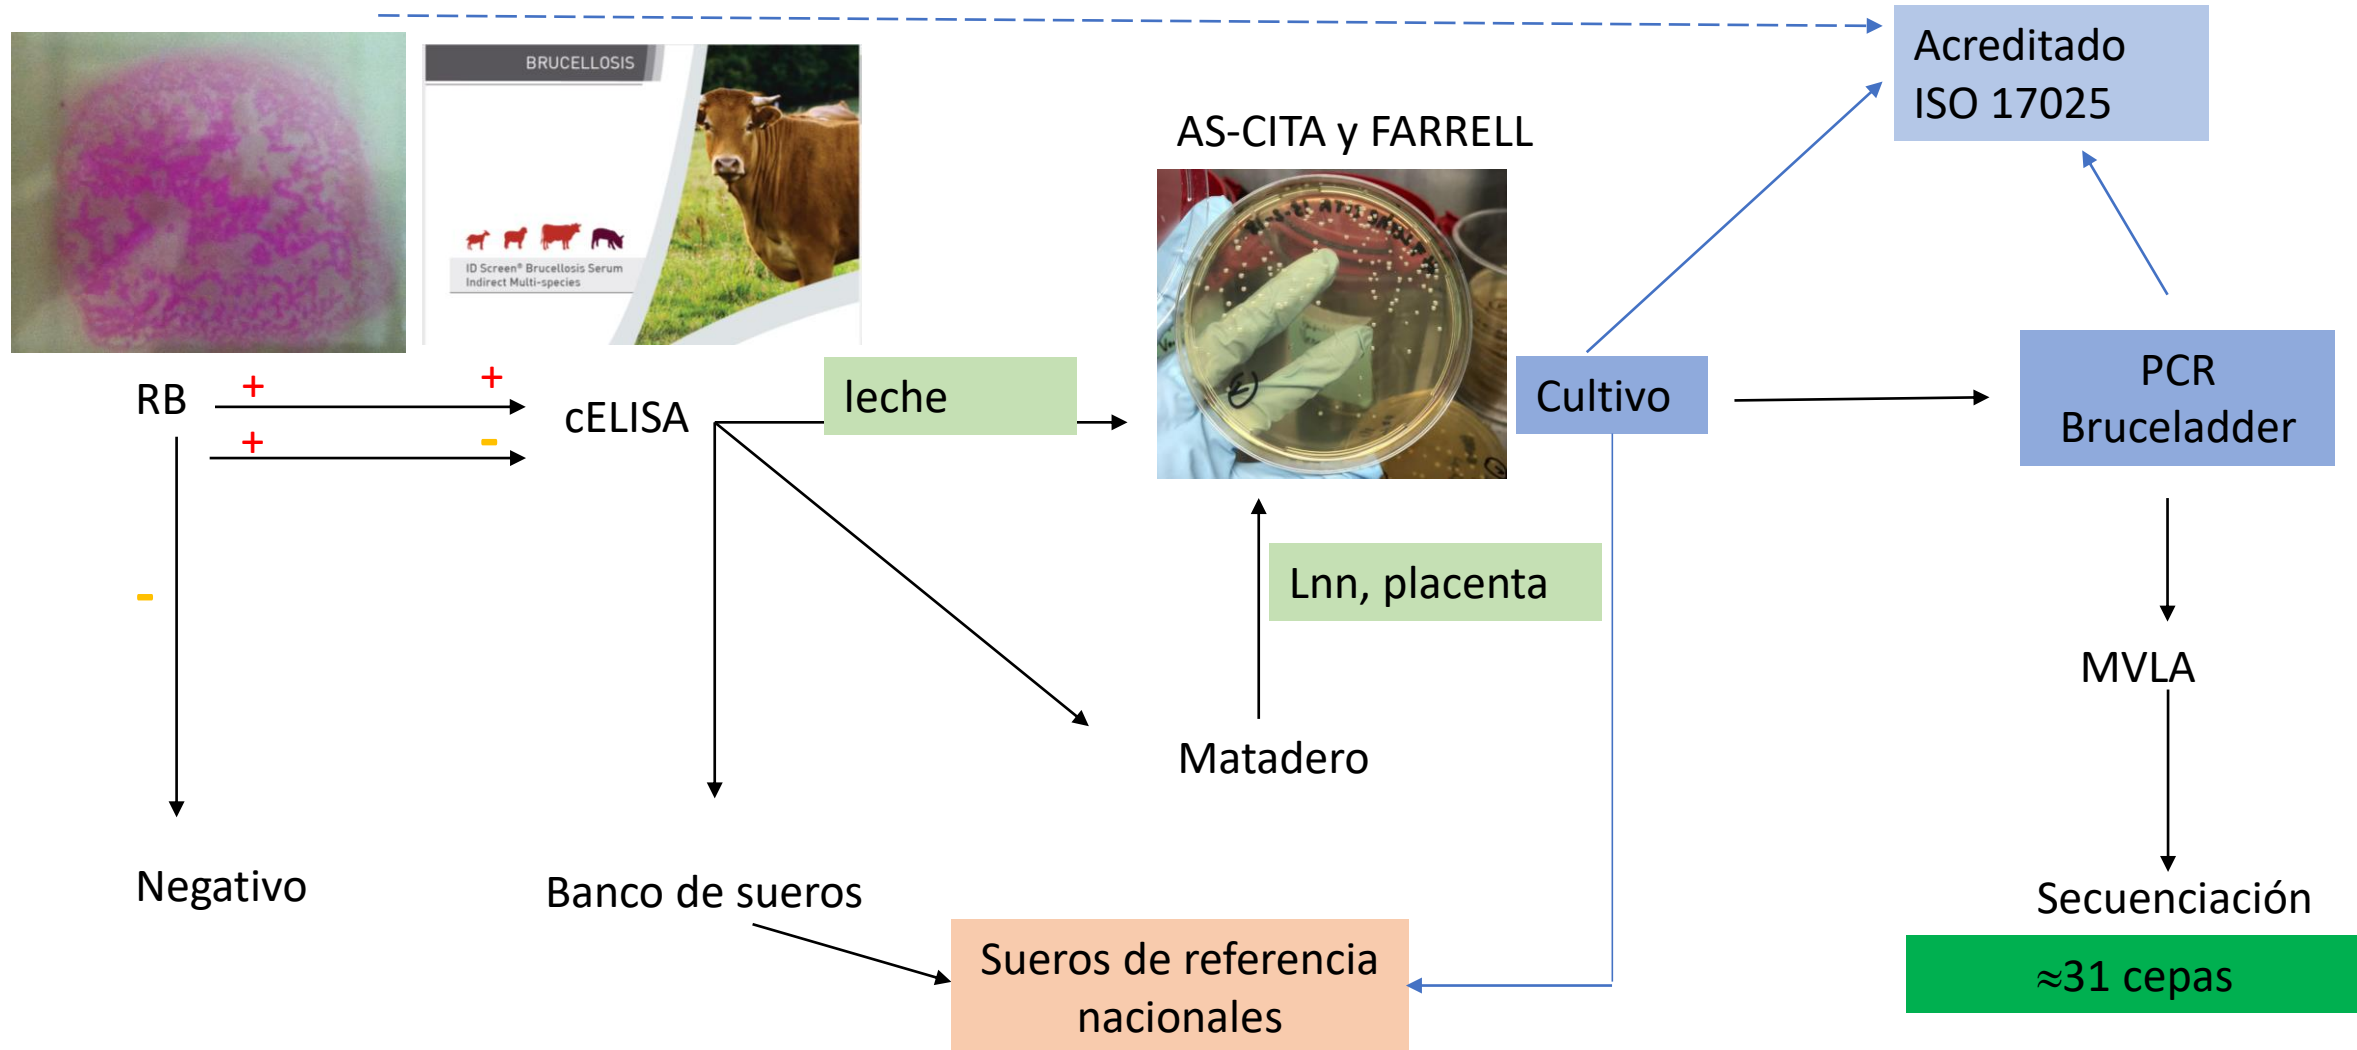 Acreditado
ISO 17025
BRUCELLOSIS
ID Screen® Brucellosis Serum
Indirect Multi-species
AS-CITA y FARRELL
RB
+
+
+
-
cELISA
leche
Cultivo
PCR
Bruceladder
-
Lnn, placenta
MVLA
Matadero
Negativo
Banco de sueros
Secuenciación
Sueros de referencia
nacionales
≈31 cepas